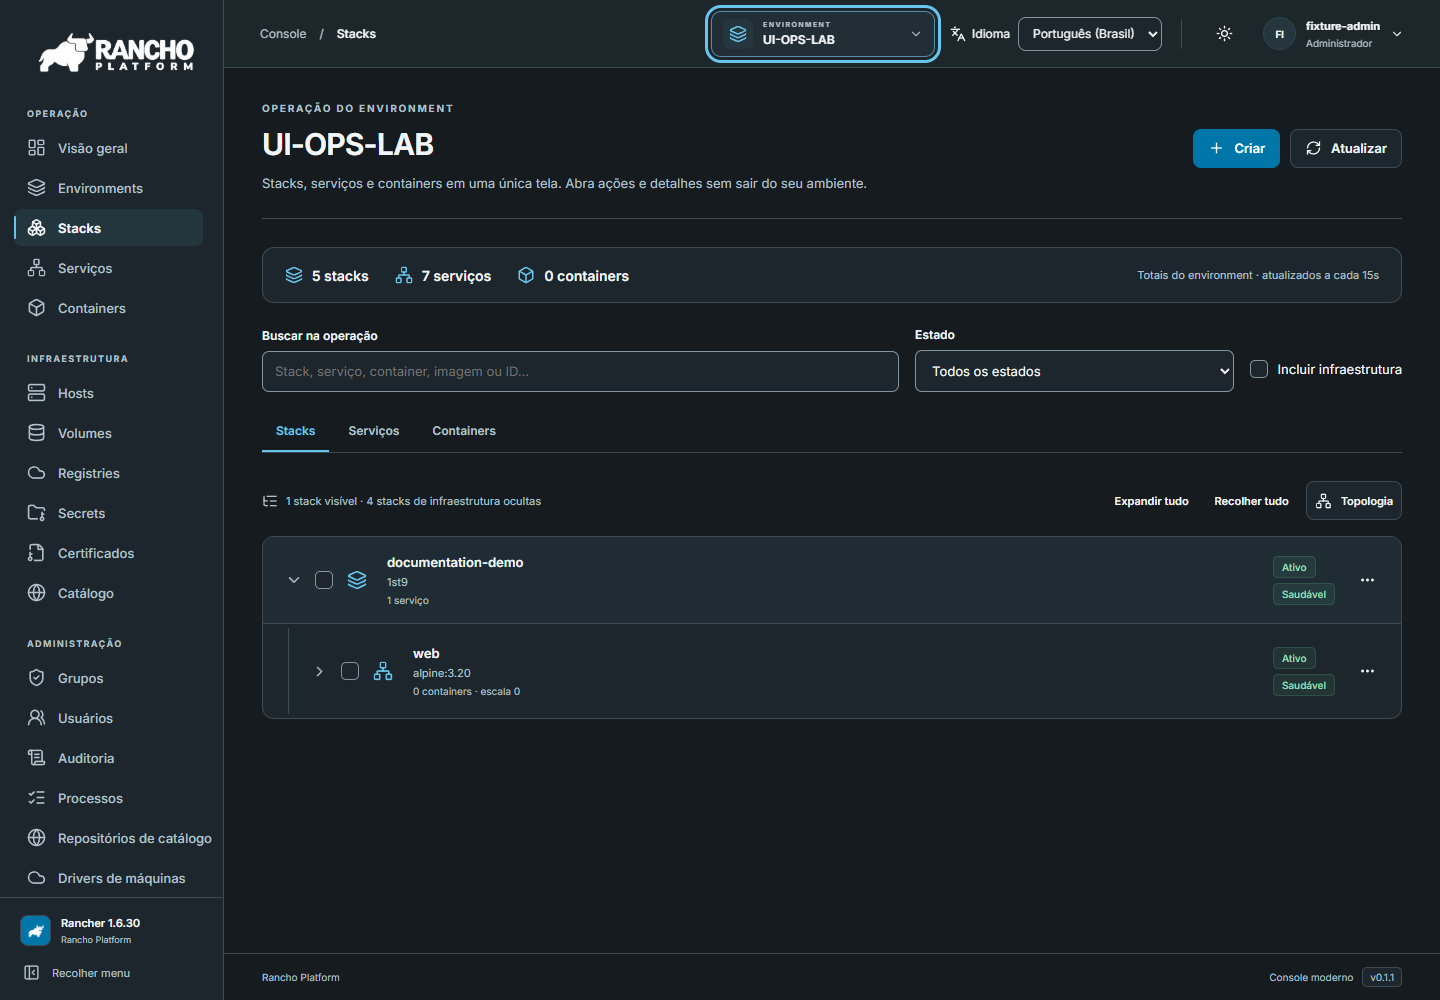 RANCHO
PLATFORM
OPERAÇÃO
Visão geral
Environments
Stacks
Serviços
Containers
INFRAESTRUTURA
Hosts
Volumes
Registries
Secrets
Certificados
Catálogo
ADMINISTRAÇÃO
Grupos
Usuários
Auditoria
Processos
Repositórios de catálogo
Drivers de máquinas
Rancher 1.6.30
Rancho Platform
Recolher menu
Console / Stacks
ENVIRONMENT
UI-OPS-LAB
Idioma
Português (Brasil)
FI
fixture-admin
Administrador
OPERAÇÃO DO ENVIRONMENT
UI-OPS-LAB
Stacks, serviços e containers em uma única tela. Abra ações e detalhes sem sair do seu ambiente.
Criar
Atualizar
5 stacks
7 serviços
0 containers
Totais do environment · atualizados a cada 15s
Buscar na operação
Stack, serviço, container, imagem ou ID...
Estado
Todos os estados
Incluir infraestrutura
Stacks
Serviços
Containers
1 stack visível · 4 stacks de infraestrutura ocultas
Expandir tudo
Recolher tudo
Topologia
documentation-demo
1st9
1 serviço
Ativo
Saudável
web
alpine:3.20
0 containers · escala 0
Ativo
Saudável
Rancho Platform
Console moderno
v0.1.1